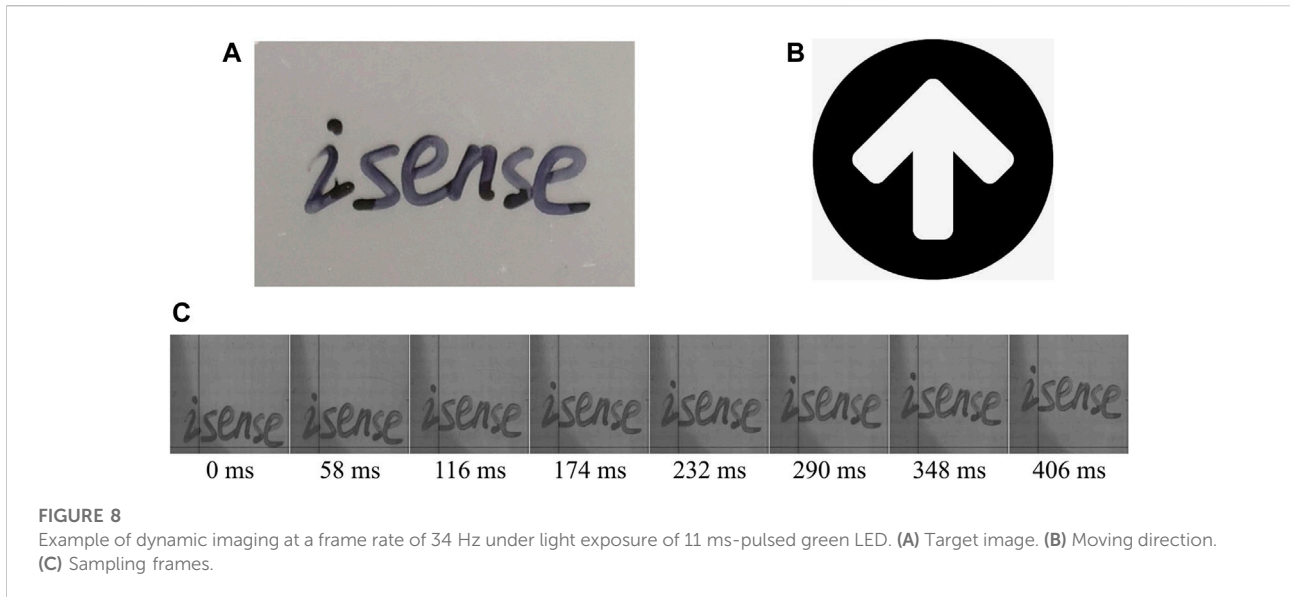 A
isense
B
C
isense isense isense isense isense isense isense isense
0 ms 58 ms 116 ms 174 ms 232 ms 290 ms 348 ms 406 ms
FIGURE 8
Example of dynamic imaging at a frame rate of 34 Hz under light exposure of 11 ms-pulsed green LED. (A) Target image. (B) Moving direction.
(C) Sampling frames.